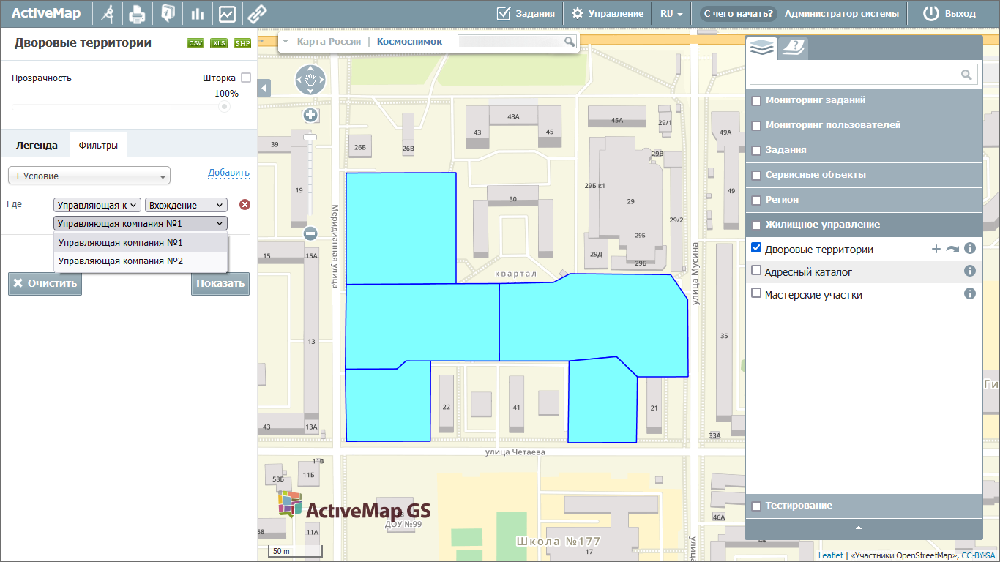 ActiveMap
Задания
Управление
RU
С чего начать?
Администратор системы
Выход
Дворовые территории
CSV
XLS
SHP
Прозрачность
Шторка
100%
Легенда
Фильтры
+ Условие
Добавить
Где
Управляющая к
Вхождение
Управляющая компания №1
Управляющая компания №1
Управляющая компания №2
Очистить
Показать
Карта России | Космоснимок
Мониторинг заданий
Мониторинг пользователей
Задания
Сервисные объекты
Регион
Жилищное управление
Дворовые территории
Адресный каталог
Мастерские участки
Тестирование
43А
43
45
45А
29/1
49А
39
26Б
26В
29В
19
29Б к1
49
30
29
29/2
29Б
Меридианная улица
15
15А
29Д
29Б
квартал
улица Мусина
13
35
22
41
21
43
13А
33А
улица Четаева
11В
11Б
58Б
ActiveMap GS
ДОУ №99
46А
58
11А
Школа №177
17
44
50 m
Leaflet | «Участники OpenStreetMap», CC-BY-SA